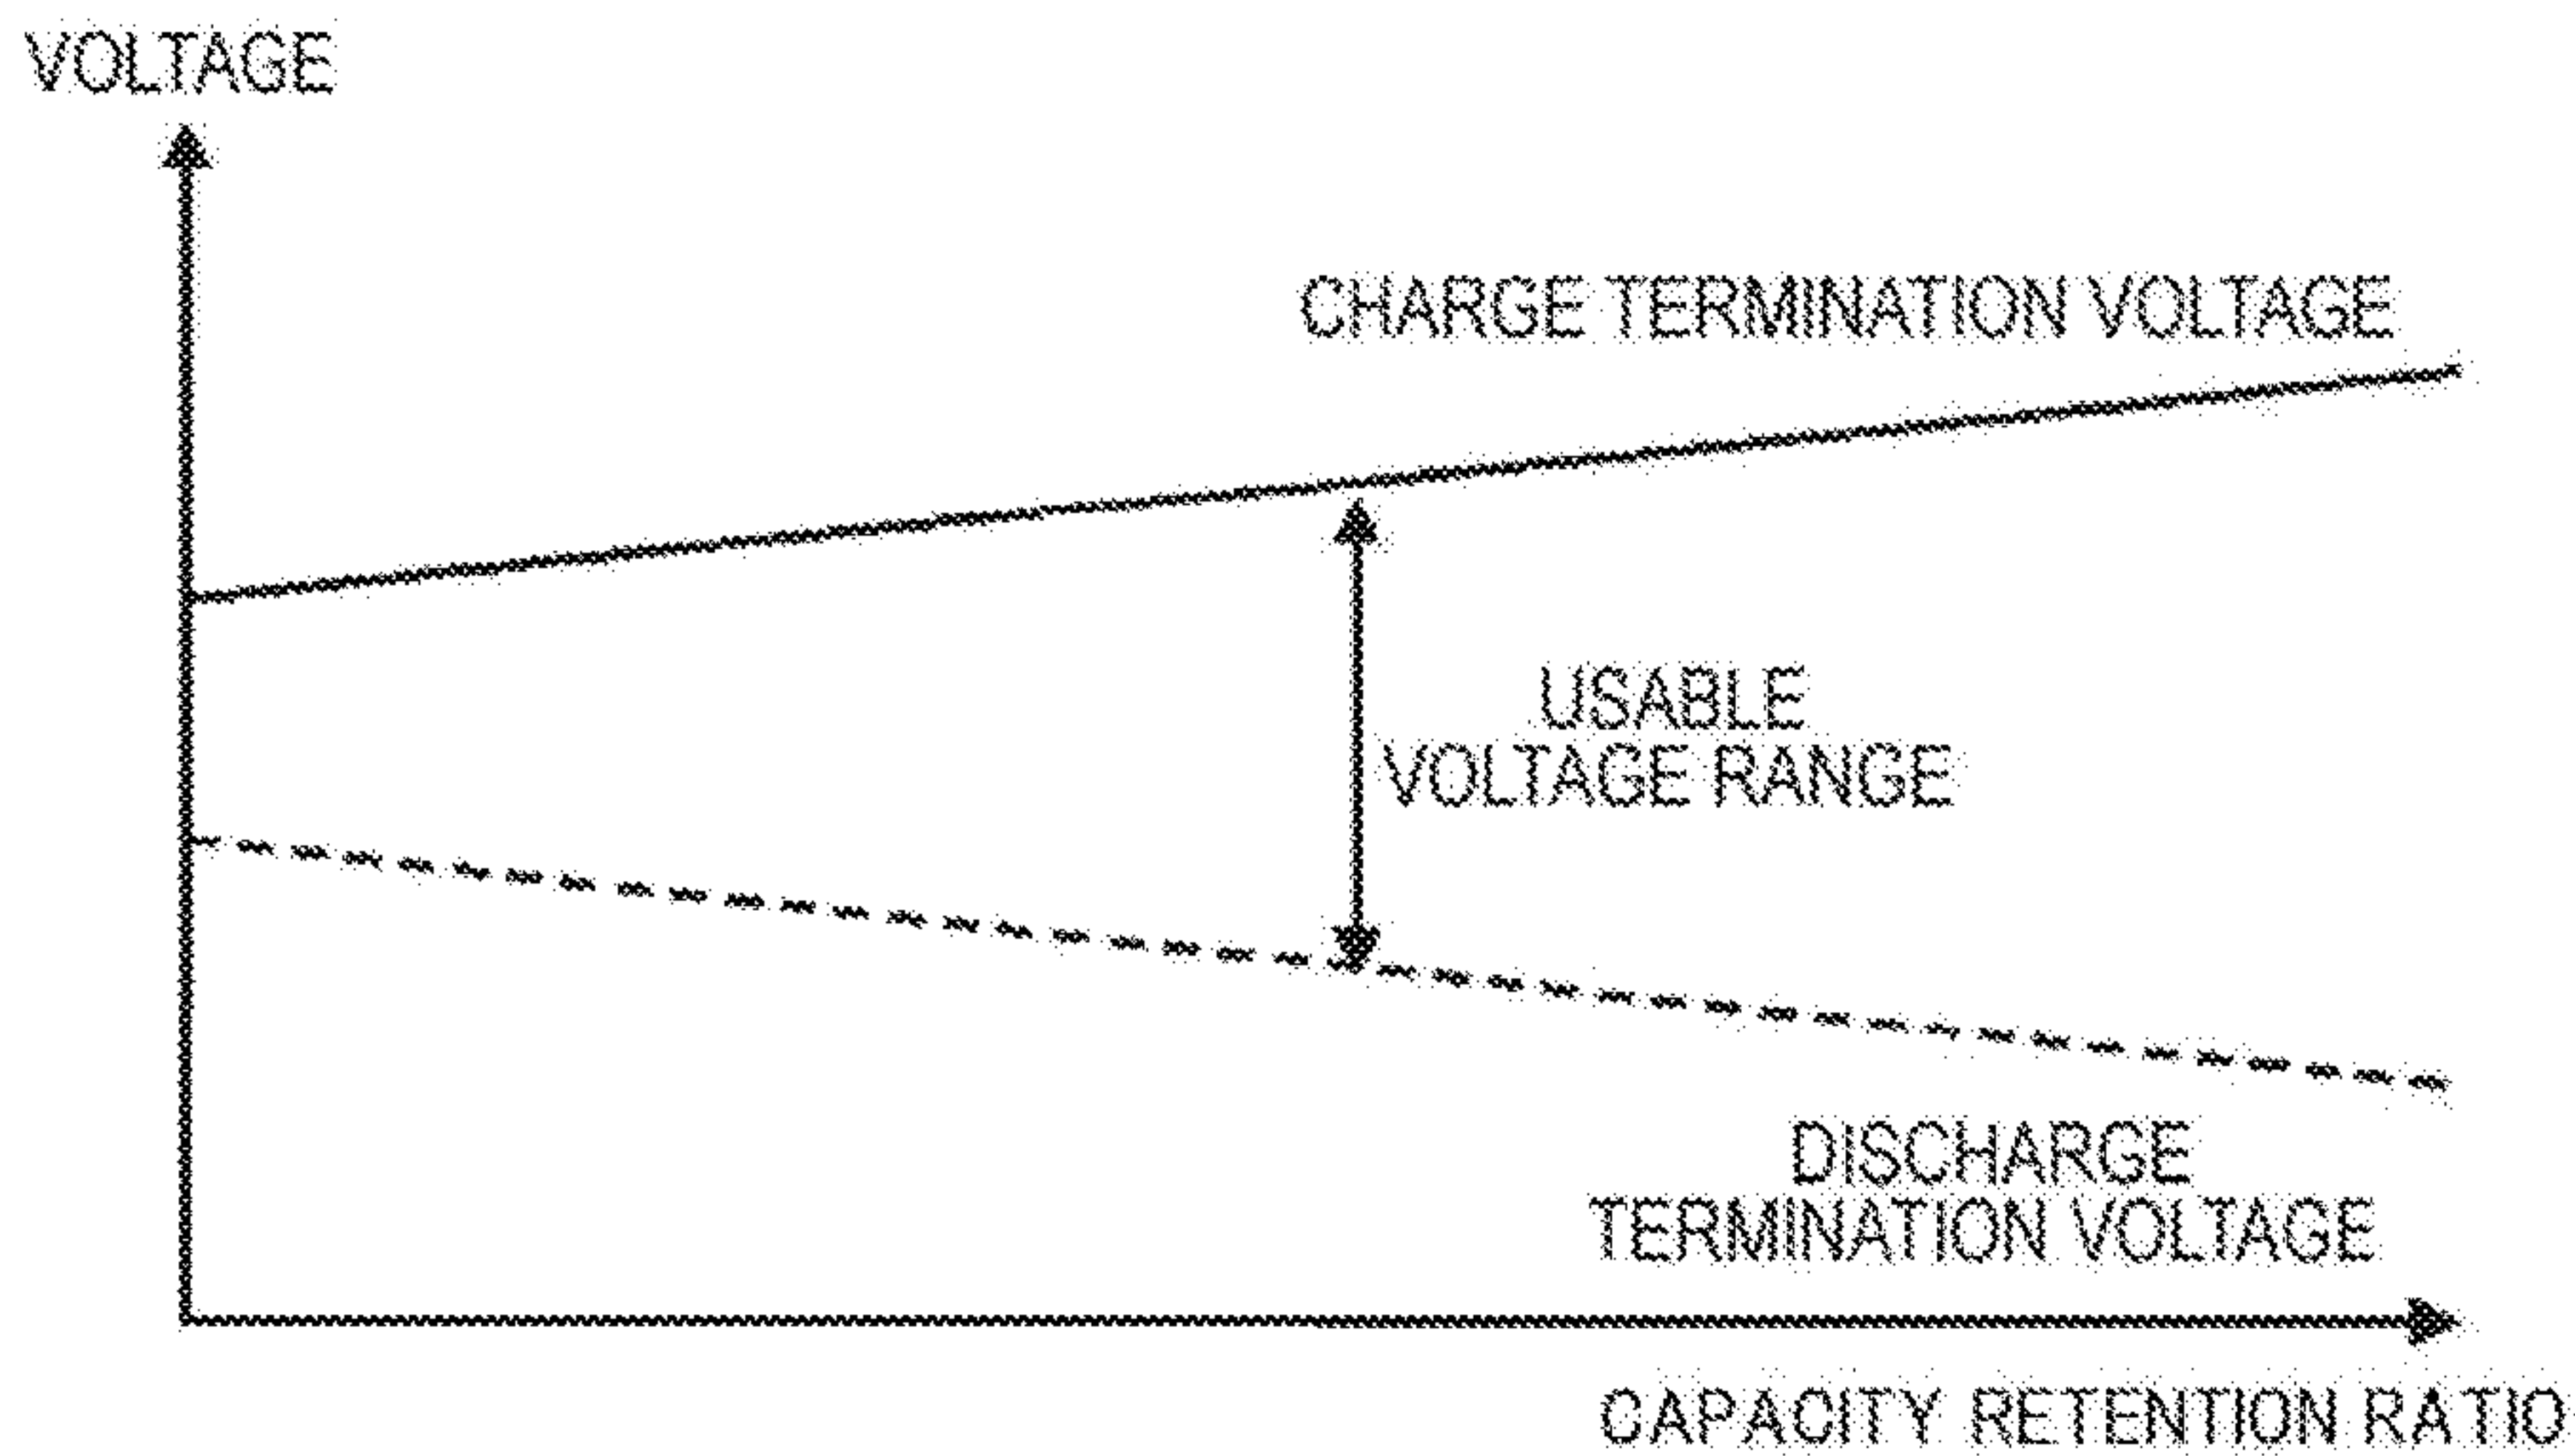 VOLTAGE
CHARGE TERMINATION VOLTAGE
USABLE
VOLTAGE RANGE
DISCHARGE
TERMINATION VOLTAGE
CAPACITY RETENTION RATIO